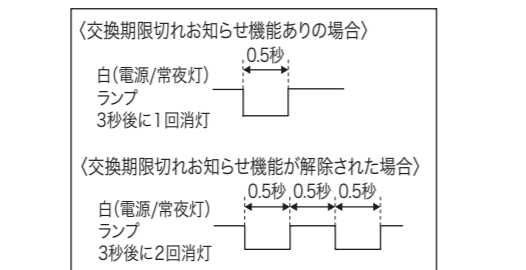 〈交換期限切れお知らせ機能ありの場合〉
0.5秒
白(電源/常夜灯)
ランプ
3秒後に1回消灯
〈交換期限切れお知らせ機能が解除された場合〉
0.5秒 0.5秒 0.5秒
白(電源/常夜灯)
ランプ
3秒後に2回消灯